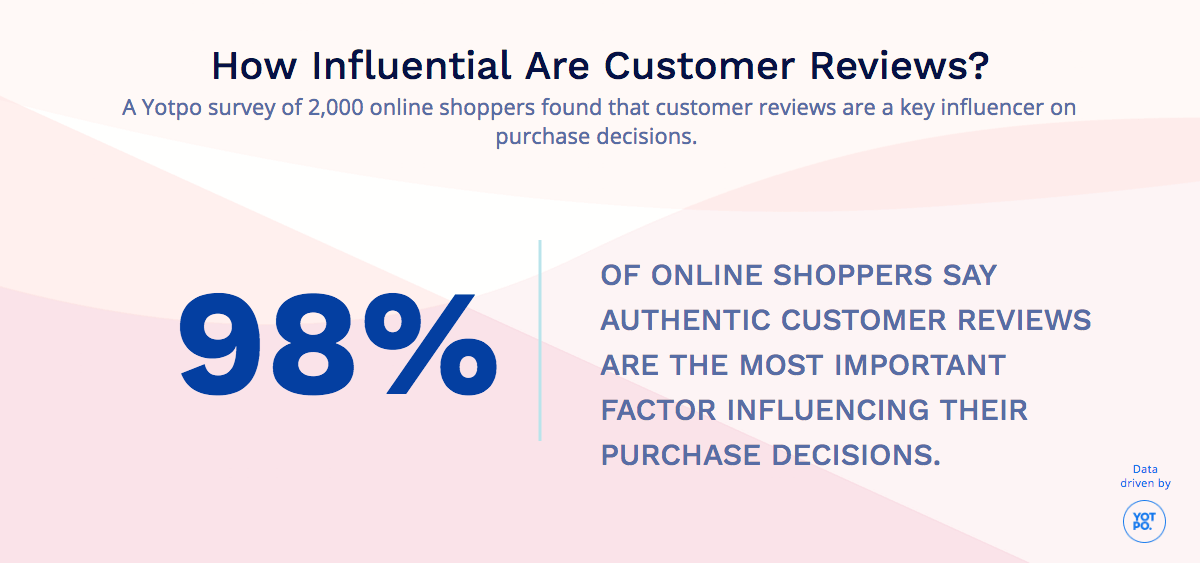 How Influential Are Customer Reviews?
A Yotpo survey of 2,000 online shoppers found that customer reviews are a key influencer on
purchase decisions.
98%
OF ONLINE SHOPPERS SAY
AUTHENTIC CUSTOMER REVIEWS
ARE THE MOST IMPORTANT
FACTOR INFLUENCING THEIR
PURCHASE DECISIONS.
Data
driven by
YOT
PO.